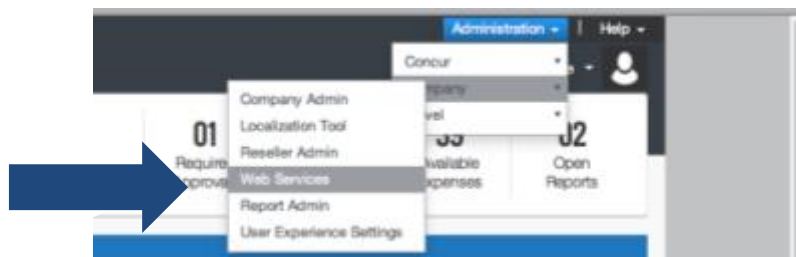 Administration | Help
Concur
Company Admin
Localization Tool
Reseller Admin
Web Services
Report Admin
User Experience Settings
01
Require
02
Open
Reports